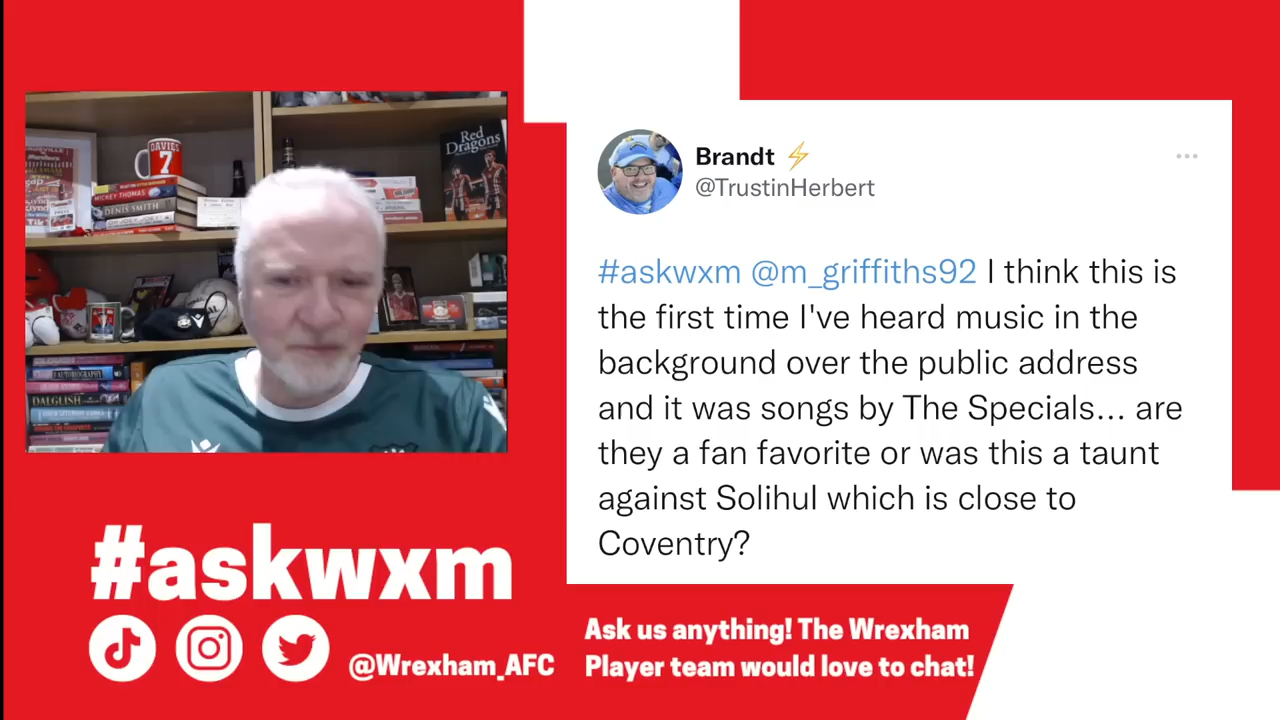 DAVIES
7
MICKEY THOMAS
DENIS SMITH
Red
Dragons
AUTOBIOGRAPHY
DALGLISH
Brandt ⚡
@TrustinHerbert
#askwxm @m_griffiths92 I think this is
the first time I've heard music in the
background over the public address
and it was songs by The Specials... are
they a fan favorite or was this a taunt
against Solihul which is close to
Coventry?
#askwxm
@Wrexham_AFC
Ask us anything! The Wrexham
Player team would love to chat!